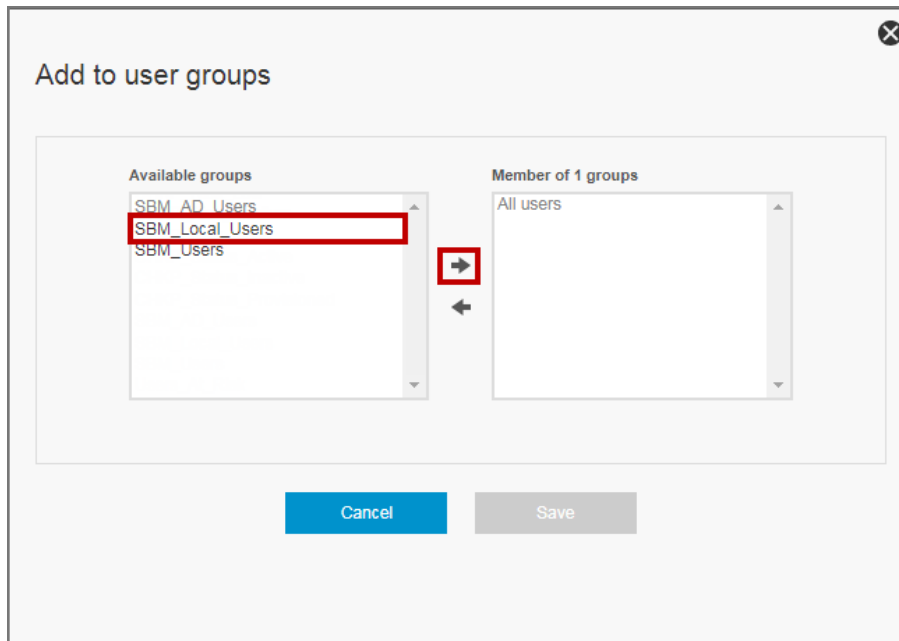 Add to user groups
Available groups
SBM_AD_Users
SBM_Local_Users
SBM_Users
Member of 1 groups
All users
Cancel
Save